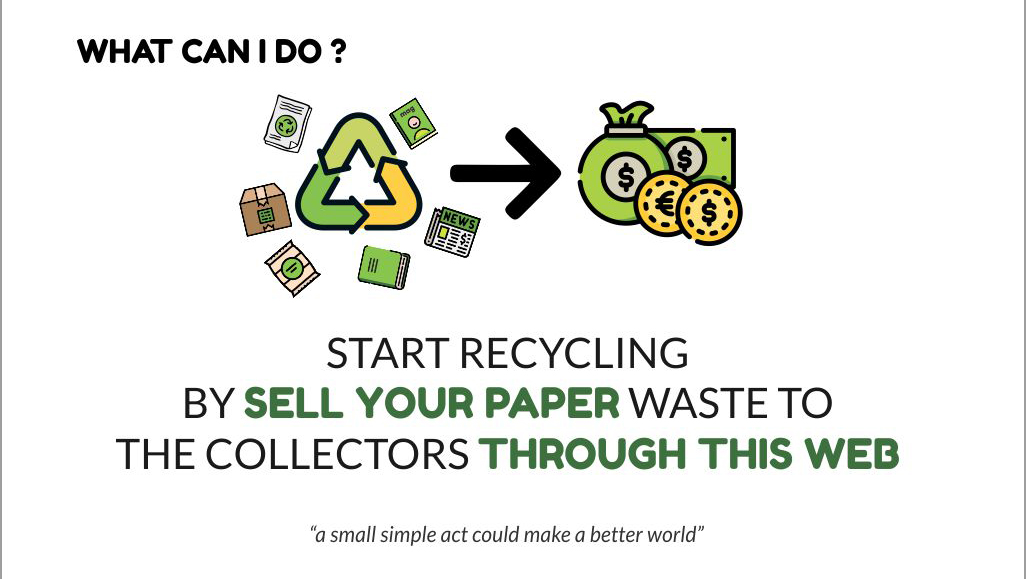 WHAT CAN I DO ?
mag
NEWS
START RECYCLING
BY SELL YOUR PAPER WASTE TO
THE COLLECTORS THROUGH THIS WEB
“a small simple act could make a better world”